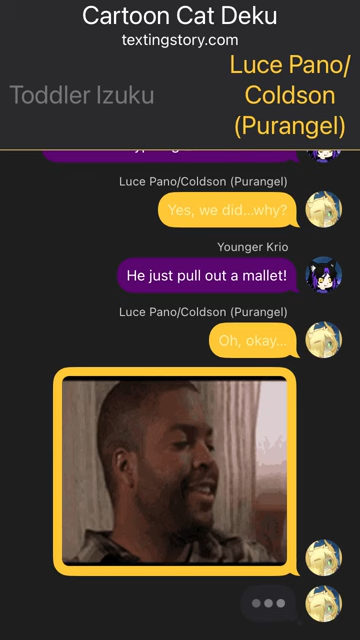 Cartoon Cat Deku
textingstory.com
Toddler Izuku
Luce Pano/
Coldson
(Purangel)
Luce Pano/Coldson (Purangel)
Yes, we did...why?
Younger Krio
He just pull out a mallet!
Luce Pano/Coldson (Purangel)
Oh, okay...